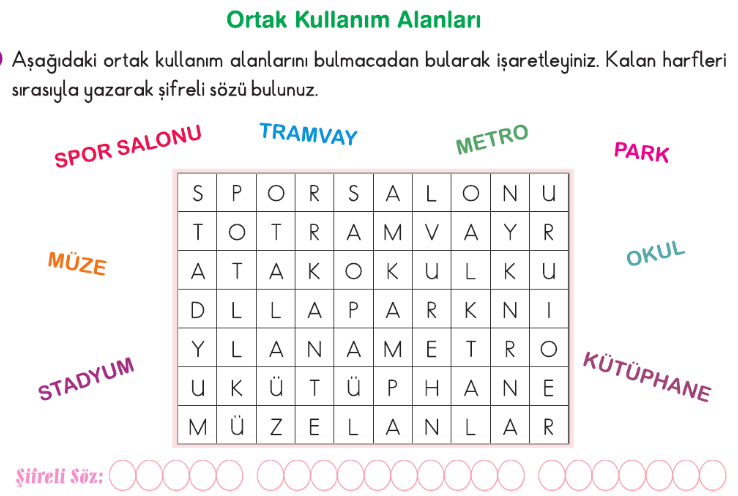 Ortak Kullanım Alanları
Aşağıdaki ortak kullanım alanlarını bulmacadan bularak işaretleyiniz. Kalan harfleri
sırasıyla yazarak şifreli sözü bulunuz.
SPOR SALONU
TRAMVAY
METRO
PARK
MÜZE
OKUL
STADYUM
KÜTÜPHANE
S P O R S A L O N U
T O T R A M V A Y R
A T A K O K U L K U
D L L A P A R K N I
Y L A N A M E T R O
U K Ü T Ü P H A N E
M Ü Z E L A N L A R
Şifreli Söz: